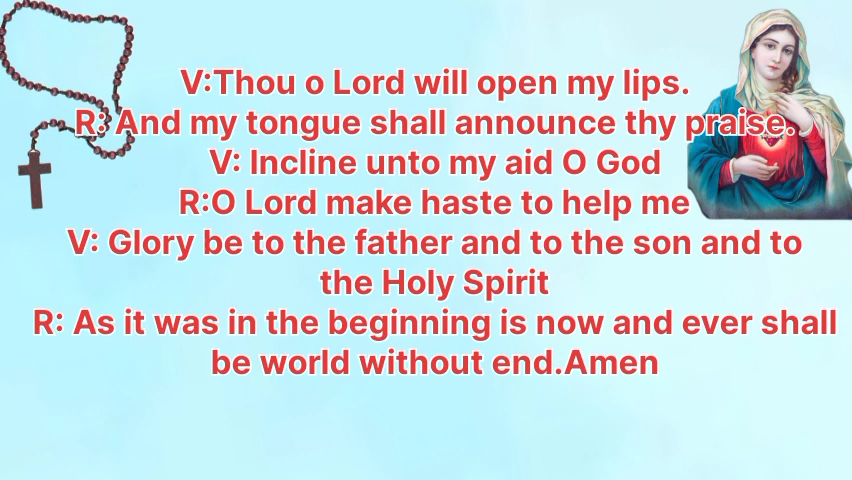 V:Thou o Lord will open my lips.
R: And my tongue shall announce thy praise.
V: Incline unto my aid O God
R:O Lord make haste to help me
V: Glory be to the father and to the son and to
the Holy Spirit
R: As it was in the beginning is now and ever shall
be world without end.Amen